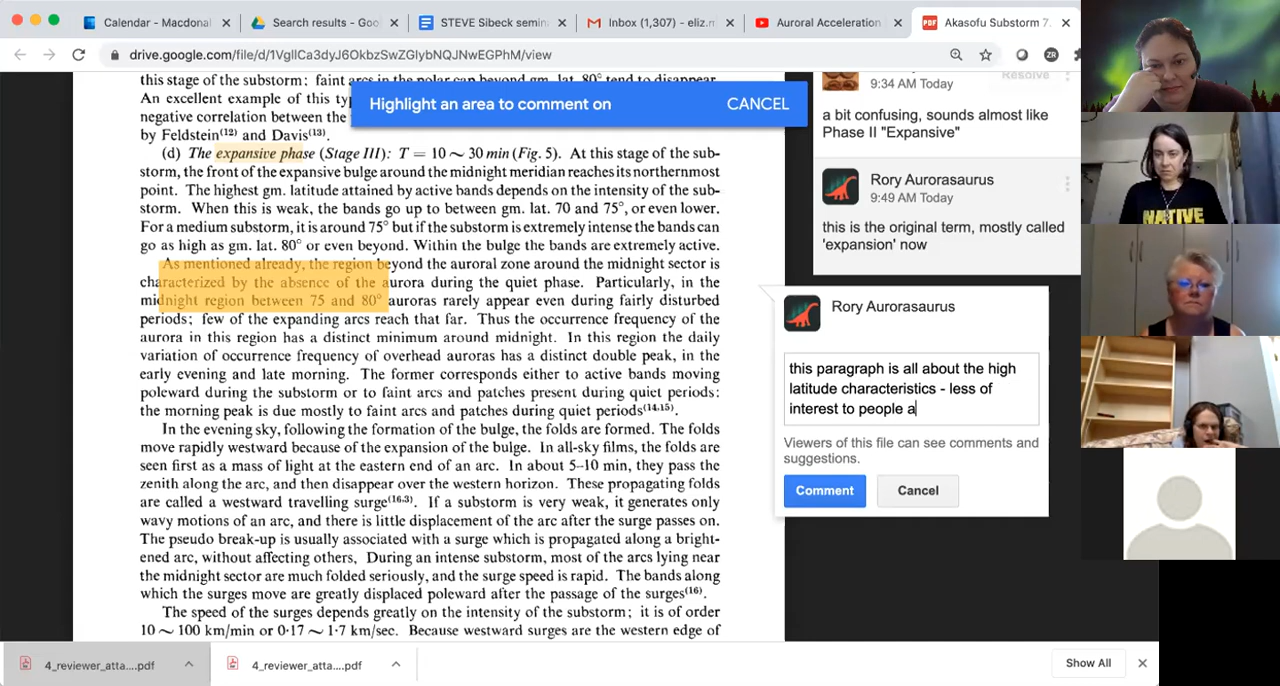 Calendar - Macdonal
Search results - Goo
STEVE Sibeck semin
Inbox (1,307) - eliz.m
Auroral Acceleration
Akasofu Substorm 7.
drive.google.com/file/d/1VgIlCa3dyJ6OkbzSwZGlybNQJNwEGPhM/view
ZR
this stage of the substorm; faint arcs in the polar cap beyond gm. lat. 80° tend to disappear.
An excellent example of this typ
negative correlation between the
by Feldstein(12) and Davis(13).
Highlight an area to comment on
CANCEL
(d) The expansive phase (Stage III): T = 10 ~ 30 min (Fig. 5). At this stage of the sub-
storm, the front of the expansive bulge around the midnight meridian reaches its northernmost
point. The highest gm. latitude attained by active bands depends on the intensity of the sub-
storm. When this is weak, the bands go up to between gm. lat. 70 and 75°, or even lower.
For a medium substorm, it is around 75° but if the substorm is extremely intense the bands can
go as high as gm. lat. 80° or even beyond. Within the bulge the bands are extremely active.
As mentioned already, the region beyond the auroral zone around the midnight sector is
characterized by the absence of the aurora during the quiet phase. Particularly, in the
midnight region between 75 and 80° auroras rarely appear even during fairly disturbed
periods; few of the expanding arcs reach that far. Thus the occurrence frequency of the
aurora in this region has a distinct minimum around midnight. In this region the daily
variation of occurrence frequency of overhead auroras has a distinct double peak, in the
early evening and late morning. The former corresponds either to active bands moving
poleward during the substorm or to faint arcs and patches present during quiet periods:
the morning peak is due mostly to faint arcs and patches during quiet periods(14,15).
In the evening sky, following the formation of the bulge, the folds are formed. The folds
move rapidly westward because of the expansion of the bulge. In all-sky films, the folds are
seen first as a mass of light at the eastern end of an arc. In about 5–10 min, they pass the
zenith along the arc, and then disappear over the western horizon. These propagating folds
are called a westward travelling surge(16.3). If a substorm is very weak, it generates only
wavy motions of an arc, and there is little displacement of the arc after the surge passes on.
The pseudo break-up is usually associated with a surge which is propagated along a bright-
ened arc, without affecting others, During an intense substorm, most of the arcs lying near
the midnight sector are much folded seriously, and the surge speed is rapid. The bands along
which the surges move are greatly displaced poleward after the passage of the surges(16).
The speed of the surges depends greatly on the intensity of the substorm; it is of order
10 ~ 100 km/min or 0·17 ~ 1·7 km/sec. Because westward surges are the western edge of
9:34 AM Today
Resolve
a bit confusing, sounds almost like
Phase II "Expansive"
Rory Aurorasaurus
9:49 AM Today
this is the original term, mostly called
'expansion' now
Rory Aurorasaurus
this paragraph is all about the high
latitude characteristics - less of
interest to people a
Viewers of this file can see comments and
suggestions.
Comment
Cancel
NATIVE
4_reviewer_atta....pdf
4_reviewer_atta....pdf
Show All